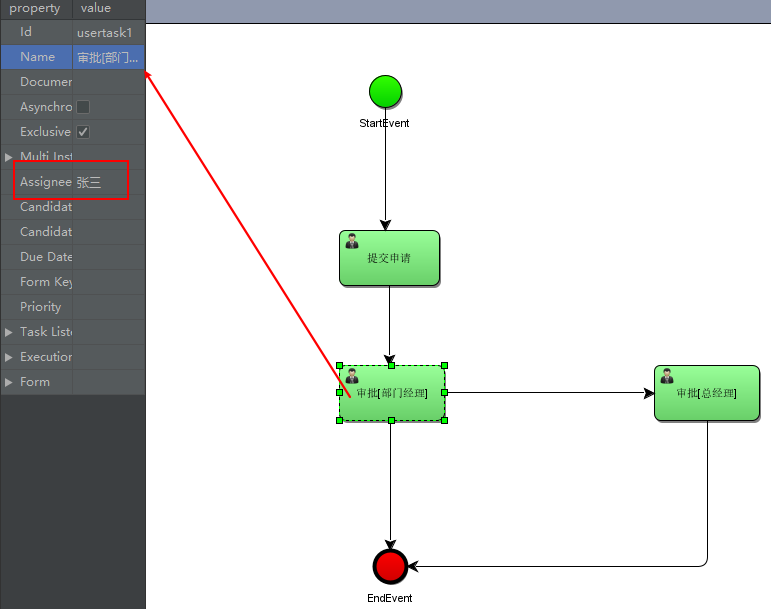 property value
Id usertask1
Name 审批[部门...
Documen
Asynchro
Exclusive
Multi Inst
Assignee 张三
Candidat
Candidat
Due Date
Form Key
Priority
Task Liste
Execution
Form
StartEvent
提交申请
审批[部门经理]
审批[总经理]
EndEvent